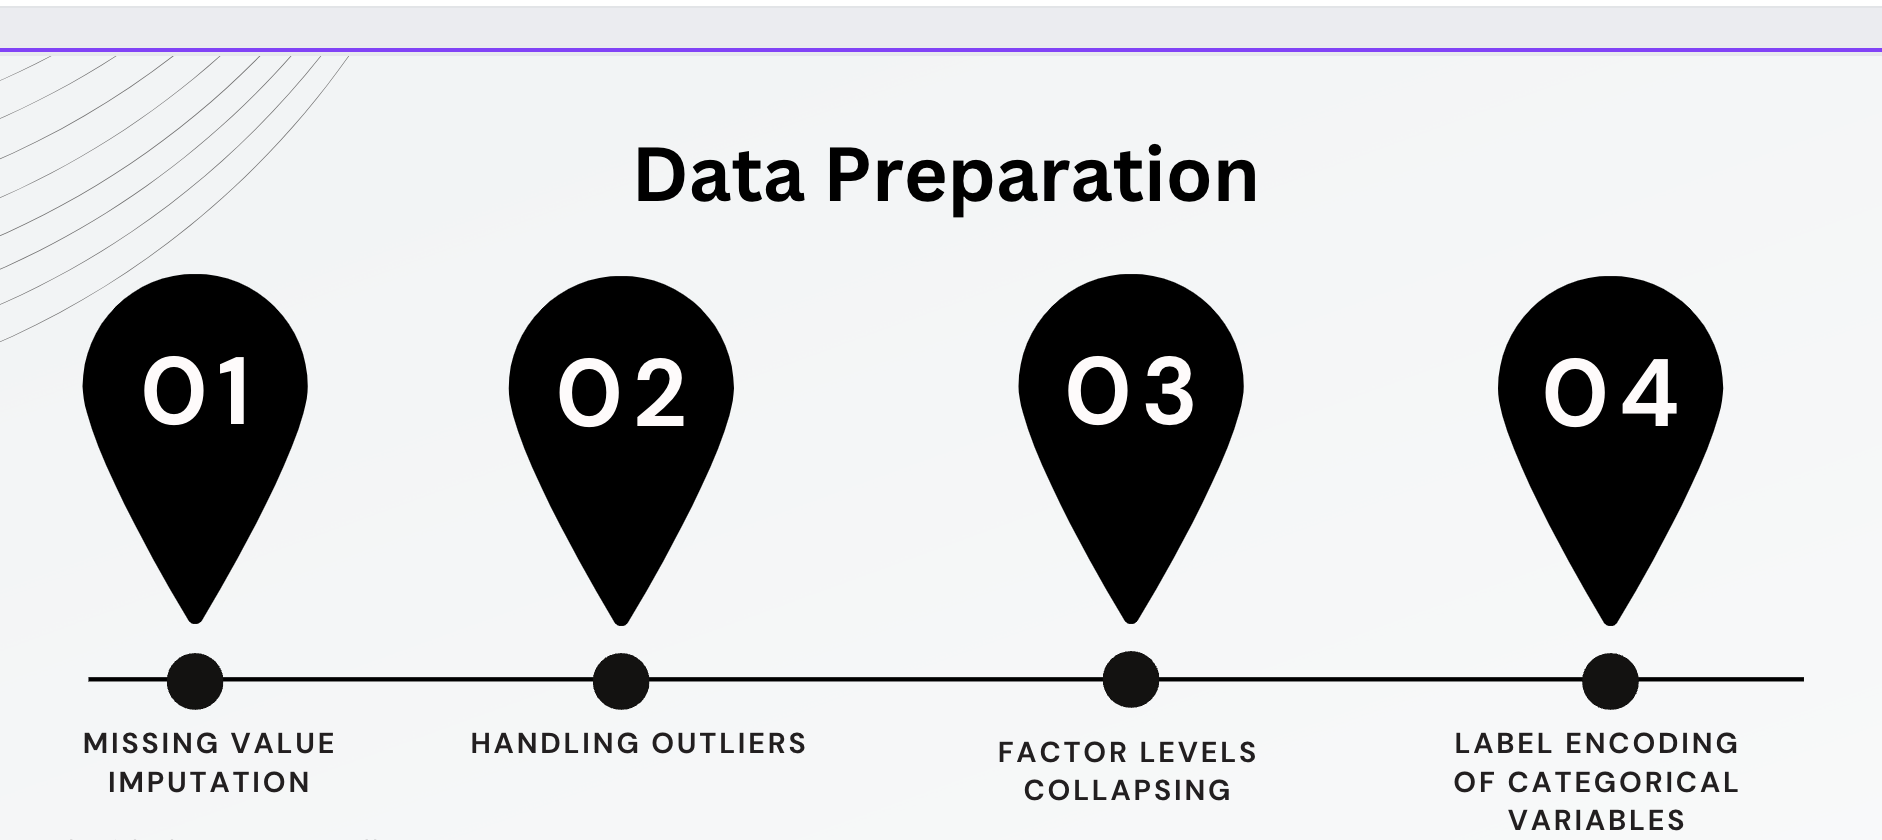 Data Preparation
01
02
03
04
MISSING VALUE
IMPUTATION
HANDLING OUTLIERS
FACTOR LEVELS
COLLAPSING
LABEL ENCODING
OF CATEGORICAL
VARIABLES